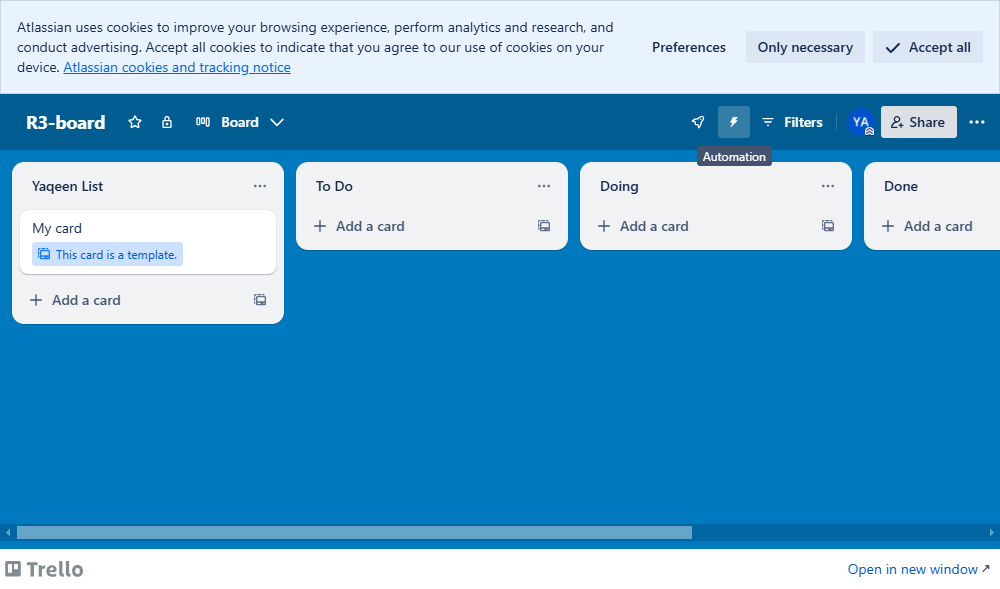 Atlassian uses cookies to improve your browsing experience, perform analytics and research, and
conduct advertising. Accept all cookies to indicate that you agree to our use of cookies on your
device. Atlassian cookies and tracking notice
Preferences
Only necessary
Accept all
R3-board
Board
Filters
YA
Share
Automation
Yaqeen List
My card
This card is a template.
Add a card
To Do
Add a card
Doing
Add a card
Done
Add a card
Trello
Open in new window